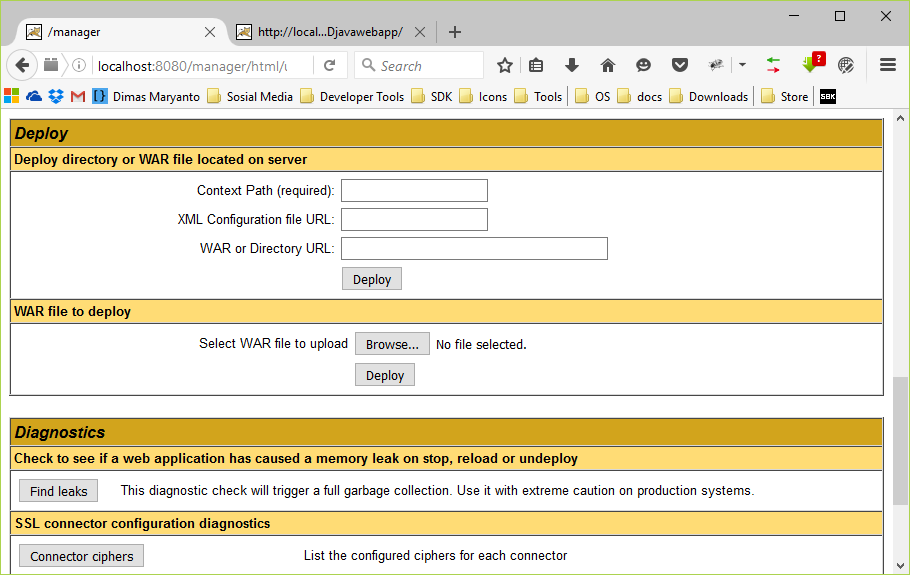 /manager
http://local...Djavawebapp/
localhost:8080/manager/html/u
Search
?
Dimas Maryanto
Sosial Media
Developer Tools
SDK
Icons
Tools
OS
docs
Downloads
Store
SBK
Deploy
Deploy directory or WAR file located on server
Context Path (required):
XML Configuration file URL:
WAR or Directory URL:
Deploy
WAR file to deploy
Select WAR file to upload Browse... No file selected.
Deploy
Diagnostics
Check to see if a web application has caused a memory leak on stop, reload or undeploy
Find leaks This diagnostic check will trigger a full garbage collection. Use it with extreme caution on production systems.
SSL connector configuration diagnostics
Connector ciphers List the configured ciphers for each connector